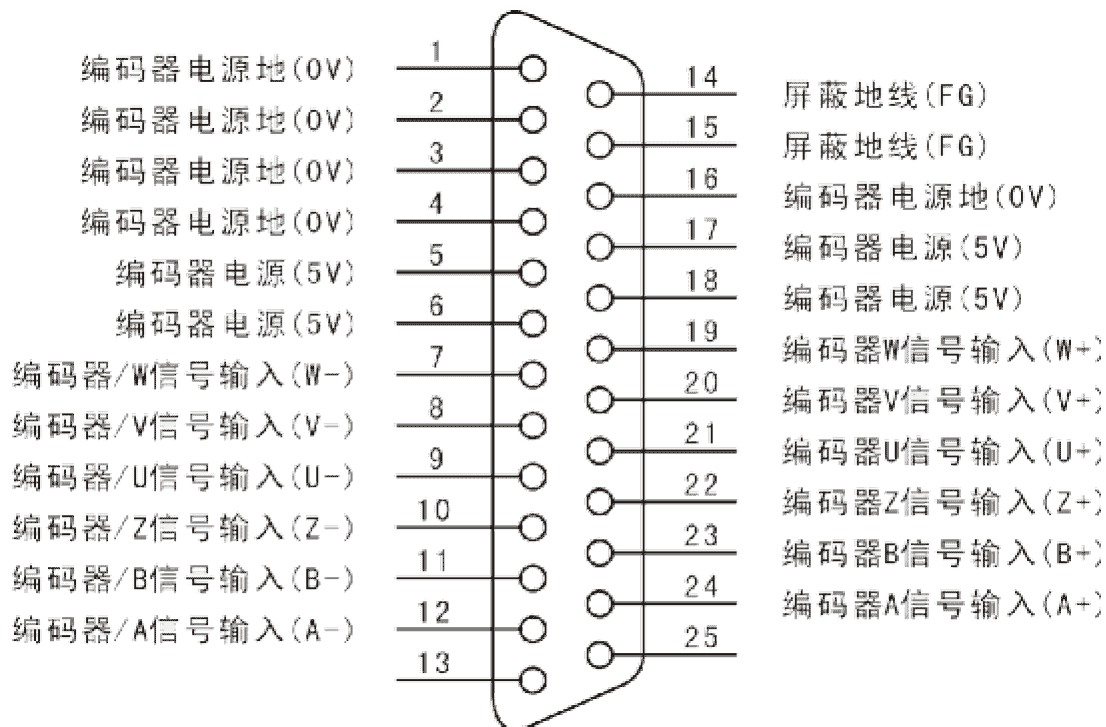 编码器电源地(0V) 1
14 屏蔽地线(FG)
编码器电源地(0V) 2
15 屏蔽地线(FG)
编码器电源地(0V) 3
16 编码器电源地(0V)
编码器电源地(0V) 4
17 编码器电源(5V)
编码器电源(5V) 5
18 编码器电源(5V)
编码器电源(5V) 6
19 编码器W信号输入(W+)
编码器/W信号输入(W-) 7
20 编码器V信号输入(V+)
编码器/V信号输入(V-) 8
21 编码器U信号输入(U+)
编码器/U信号输入(U-) 9
22 编码器Z信号输入(Z+)
编码器/Z信号输入(Z-) 10
23 编码器B信号输入(B+)
编码器/B信号输入(B-) 11
24 编码器A信号输入(A+)
编码器/A信号输入(A-) 12
25
13